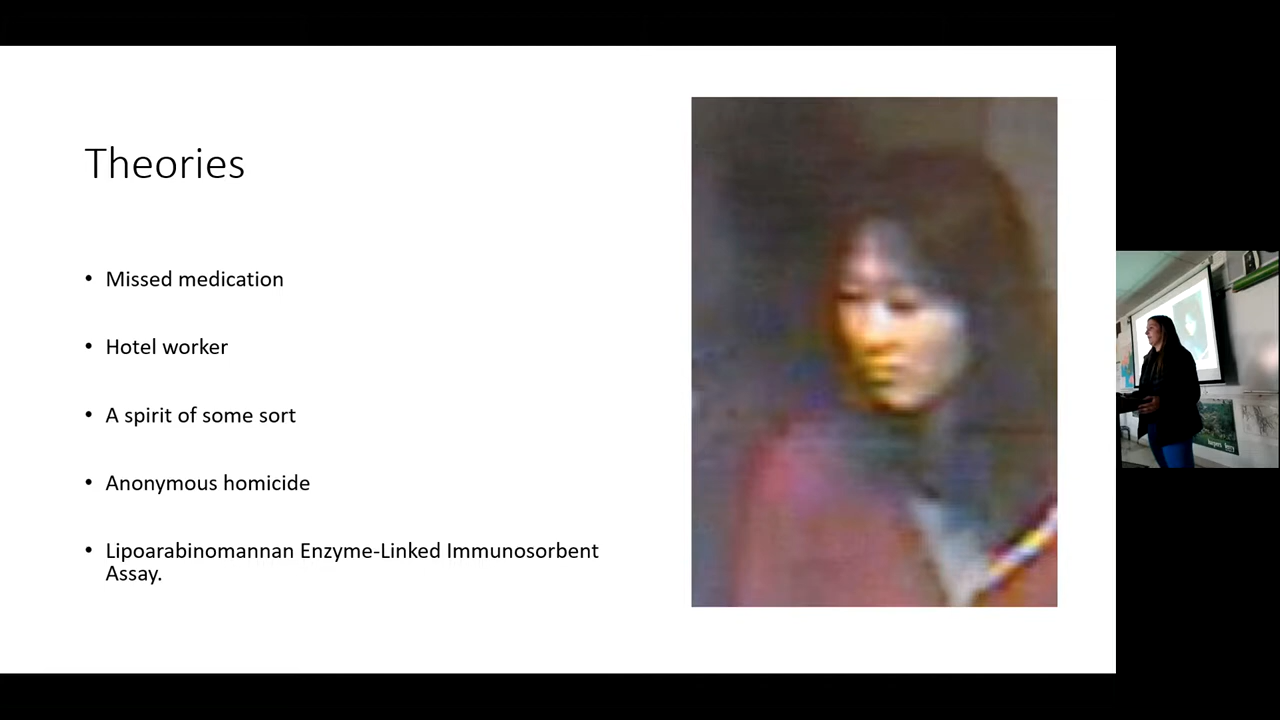 Theories
• Missed medication
• Hotel worker
• A spirit of some sort
• Anonymous homicide
• Lipoarabinomannan Enzyme-Linked Immunosorbent
Assay.